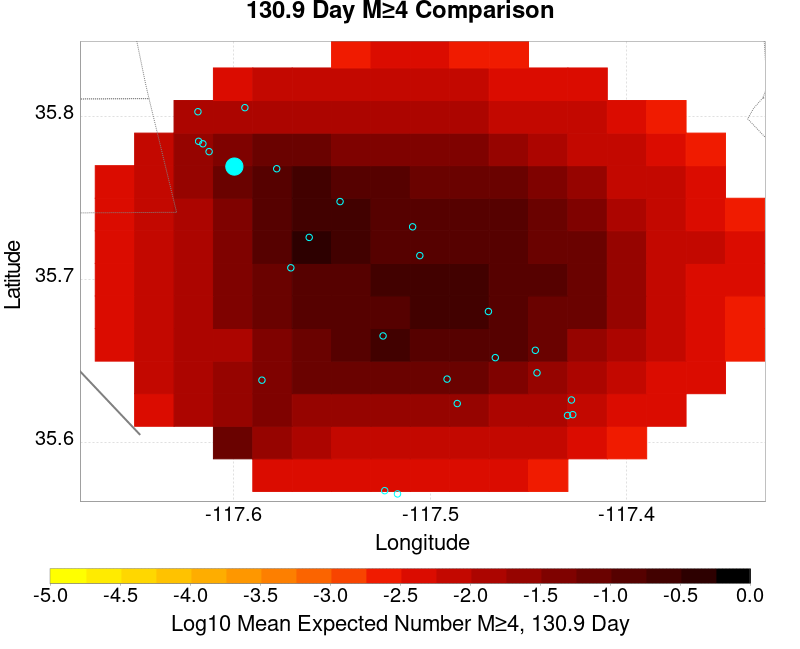 130.9 Day M≥4 Comparison
35.8
35.7
35.6
Latitude
-117.6 -117.5 -117.4
Longitude
-5.0 -4.5 -4.0 -3.5 -3.0 -2.5 -2.0 -1.5 -1.0 -0.5 0.0
Log10 Mean Expected Number M≥4, 130.9 Day